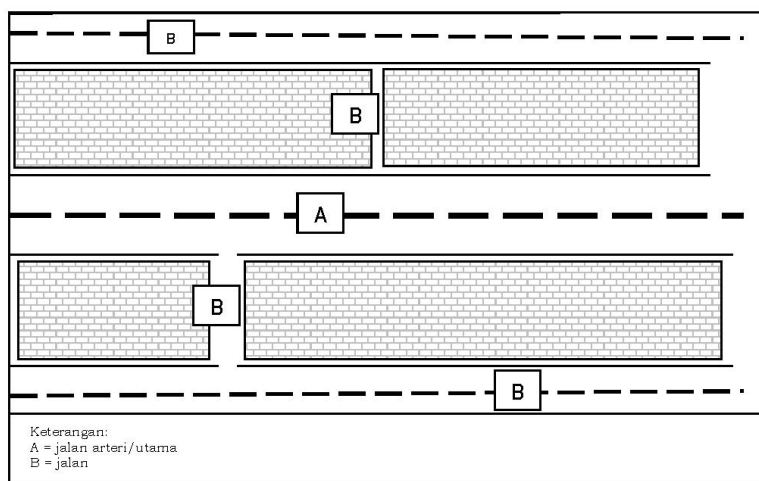 B
B
A
B
B
Keterangan:
A = jalan arteri/utama
B = jalan